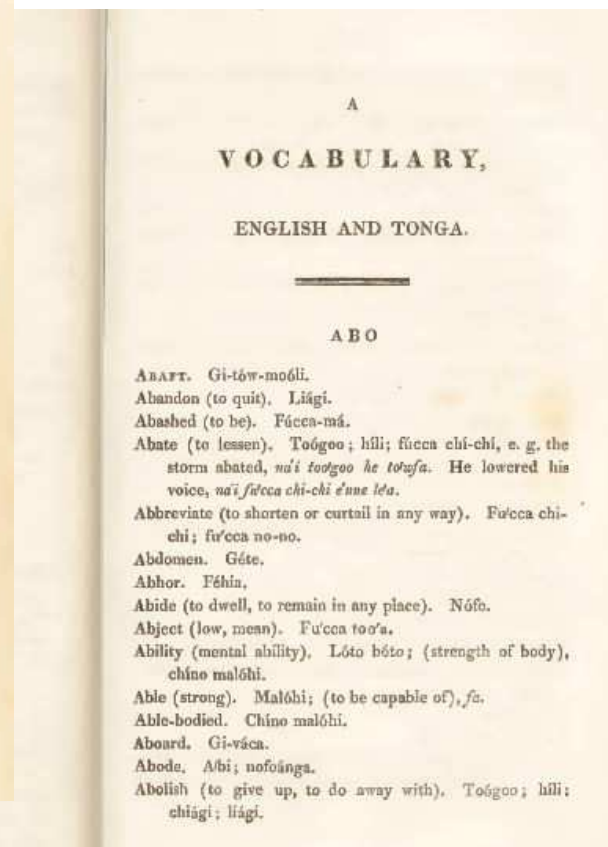 A
VOCABULARY,
ENGLISH AND TONGA.
ABO
ABAFT. Gi-tów-moóli.
Abandon (to quit). Liági.
Abashed (to be). Fúcca-má.
Abate (to lessen). Toógoo; híli; fúcca chí-chí, e. g. the
storm abated, na'i too'goo he to'wfa. He lowered his
voice, na'i fu'cca chi-chi e'nne le'a.
Abbreviate (to shorten or curtail in any way). Fu'cca chi-
chi; fu'cca no-no.
Abdomen. Géte.
Abhor. Féhia.
Abide (to dwell, to remain in any place). Nófo.
Abject (low, mean). Fu'cca too'a.
Ability (mental ability). Lóto bóto; (strength of body),
chíno malóhi.
Able (strong). Malóhi; (to be capable of), fa.
Able-bodied. Chíno malóhi.
Aboard. Gi-váca.
Abode. A'bi; nofoánga.
Abolish (to give up, to do away with). Toógoo; híli;
chiági; liági.